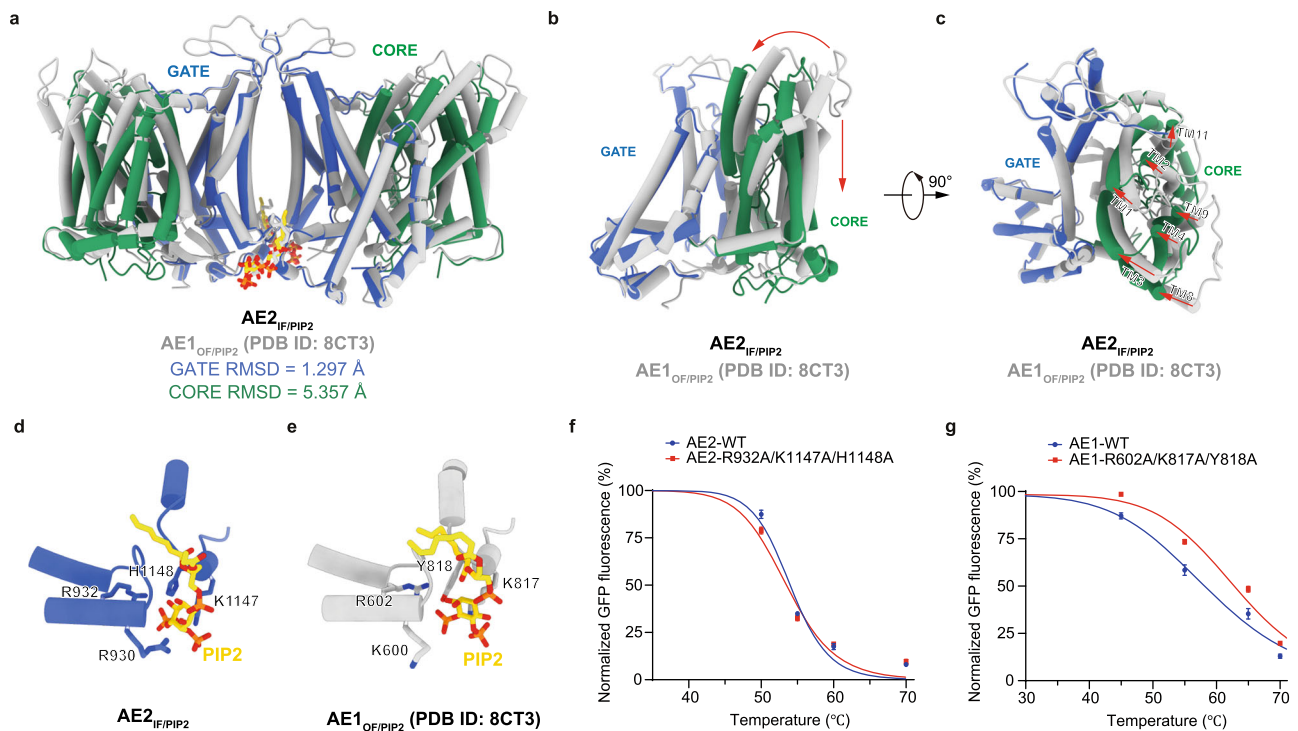 a
GATE
CORE
AE2IF/PIP2
AE1OF/PIP2 (PDB ID: 8CT3)
GATE RMSD = 1.297 Å
CORE RMSD = 5.357 Å
b
GATE
CORE
90°
AE2IF/PIP2
AE1OF/PIP2 (PDB ID: 8CT3)
c
GATE
TM11
TM2
CORE
TM1
TM9
TM4
TM3
TM8
AE2IF/PIP2
AE1OF/PIP2 (PDB ID: 8CT3)
d
H1148
R932
K1147
R930
PIP2
AE2IF/PIP2
e
Y818
K817
R602
K600
PIP2
AE1OF/PIP2 (PDB ID: 8CT3)
f
AE2-WT
AE2-R932A/K1147A/H1148A
Normalized GFP fluorescence (%)
100
75
50
25
0
40 50 60 70
Temperature (℃)
g
AE1-WT
AE1-R602A/K817A/Y818A
Normalized GFP fluorescence (%)
100
75
50
25
0
30 40 50 60 70
Temperature (℃)